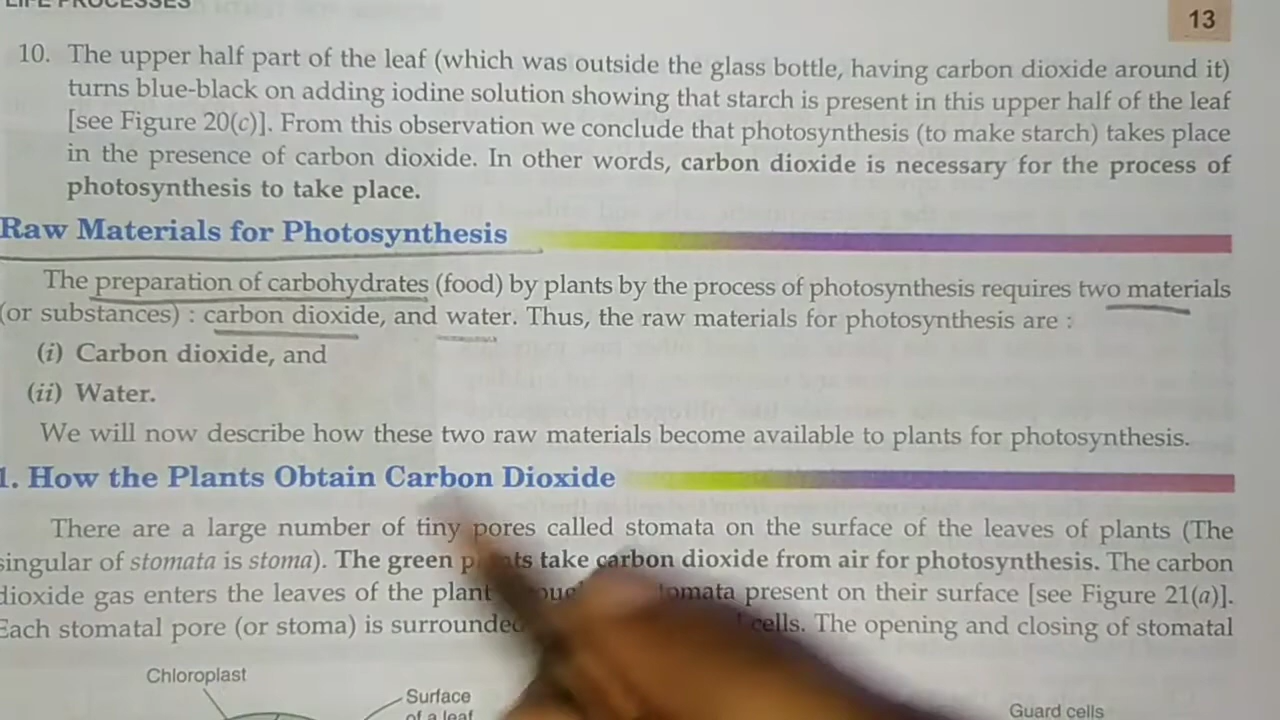 LIFE PROCESSES
13
10. The upper half part of the leaf (which was outside the glass bottle, having carbon dioxide around it)
turns blue-black on adding iodine solution showing that starch is present in this upper half of the leaf
[see Figure 20(c)]. From this observation we conclude that photosynthesis (to make starch) takes place
in the presence of carbon dioxide. In other words, carbon dioxide is necessary for the process of
photosynthesis to take place.
Raw Materials for Photosynthesis
The preparation of carbohydrates (food) by plants by the process of photosynthesis requires two materials
(or substances) : carbon dioxide, and water. Thus, the raw materials for photosynthesis are :
(i) Carbon dioxide, and
(ii) Water.
We will now describe how these two raw materials become available to plants for photosynthesis.
1. How the Plants Obtain Carbon Dioxide
There are a large number of tiny pores called stomata on the surface of the leaves of plants (The
singular of stomata is stoma). The green plants take carbon dioxide from air for photosynthesis. The carbon
dioxide gas enters the leaves of the plant stomata present on their surface [see Figure 21(a)].
Each stomatal pore (or stoma) is surrounded cells. The opening and closing of stomatal
Chloroplast
Surface
of a leaf
Guard cells